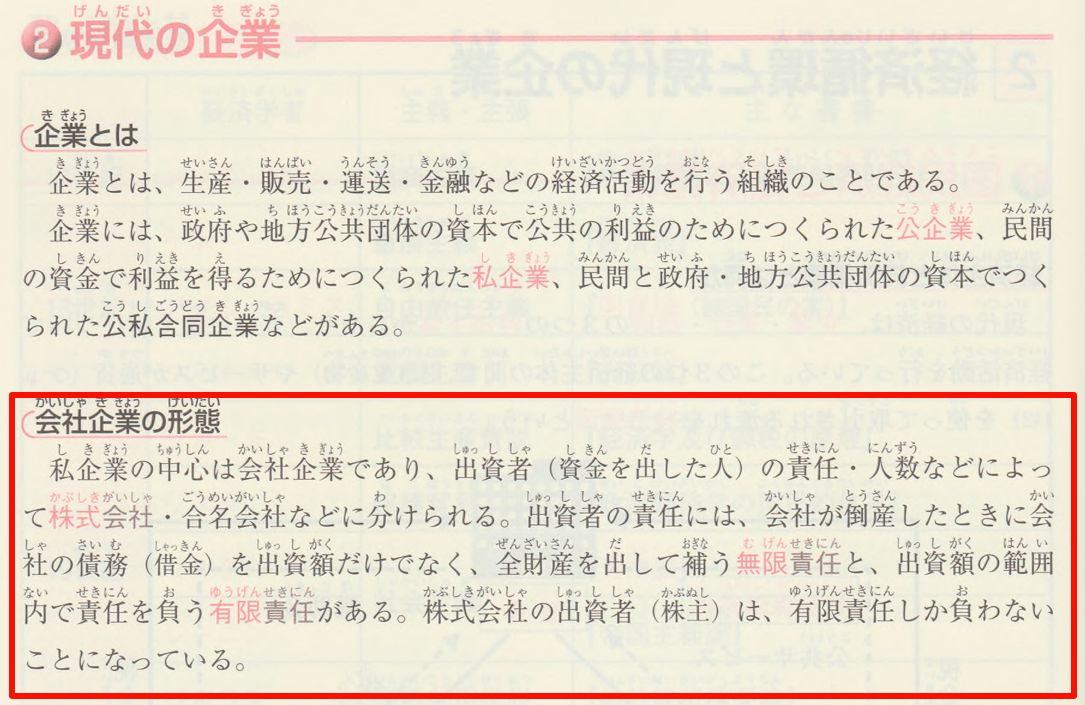 2 現代の企業
企業とは
企業とは、生産・販売・運送・金融などの経済活動を行う組織のことである。
企業には、政府や地方公共団体の資本で公共の利益のためにつくられた公企業、民間
の資金で利益を得るためにつくられた私企業、民間と政府・地方公共団体の資本でつく
られた公私合同企業などがある。
会社企業の形態
私企業の中心は会社企業であり、出資者（資金を出した人）の責任・人数などによっ
て株式会社・合名会社などに分けられる。出資者の責任には、会社が倒産したときに会
社の債務（借金）を出資額だけでなく、全財産を出して補う無限責任と、出資額の範囲
内で責任を負う有限責任がある。株式会社の出資者（株主）は、有限責任しか負わない
ことになっている。